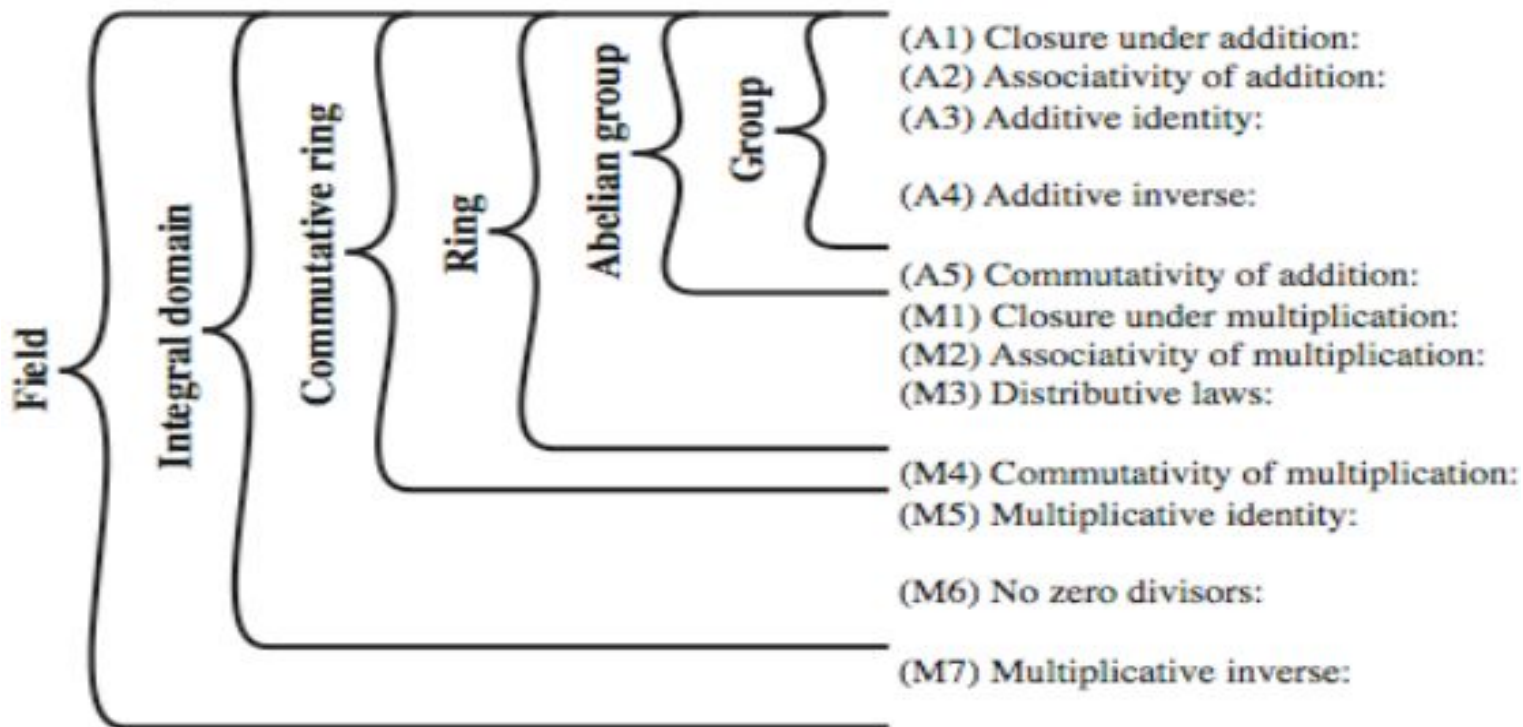 Field
Integral domain
Commutative ring
Ring
Abelian group
Group
(A1) Closure under addition:
(A2) Associativity of addition:
(A3) Additive identity:
(A4) Additive inverse:
(A5) Commutativity of addition:
(M1) Closure under multiplication:
(M2) Associativity of multiplication:
(M3) Distributive laws:
(M4) Commutativity of multiplication:
(M5) Multiplicative identity:
(M6) No zero divisors:
(M7) Multiplicative inverse: